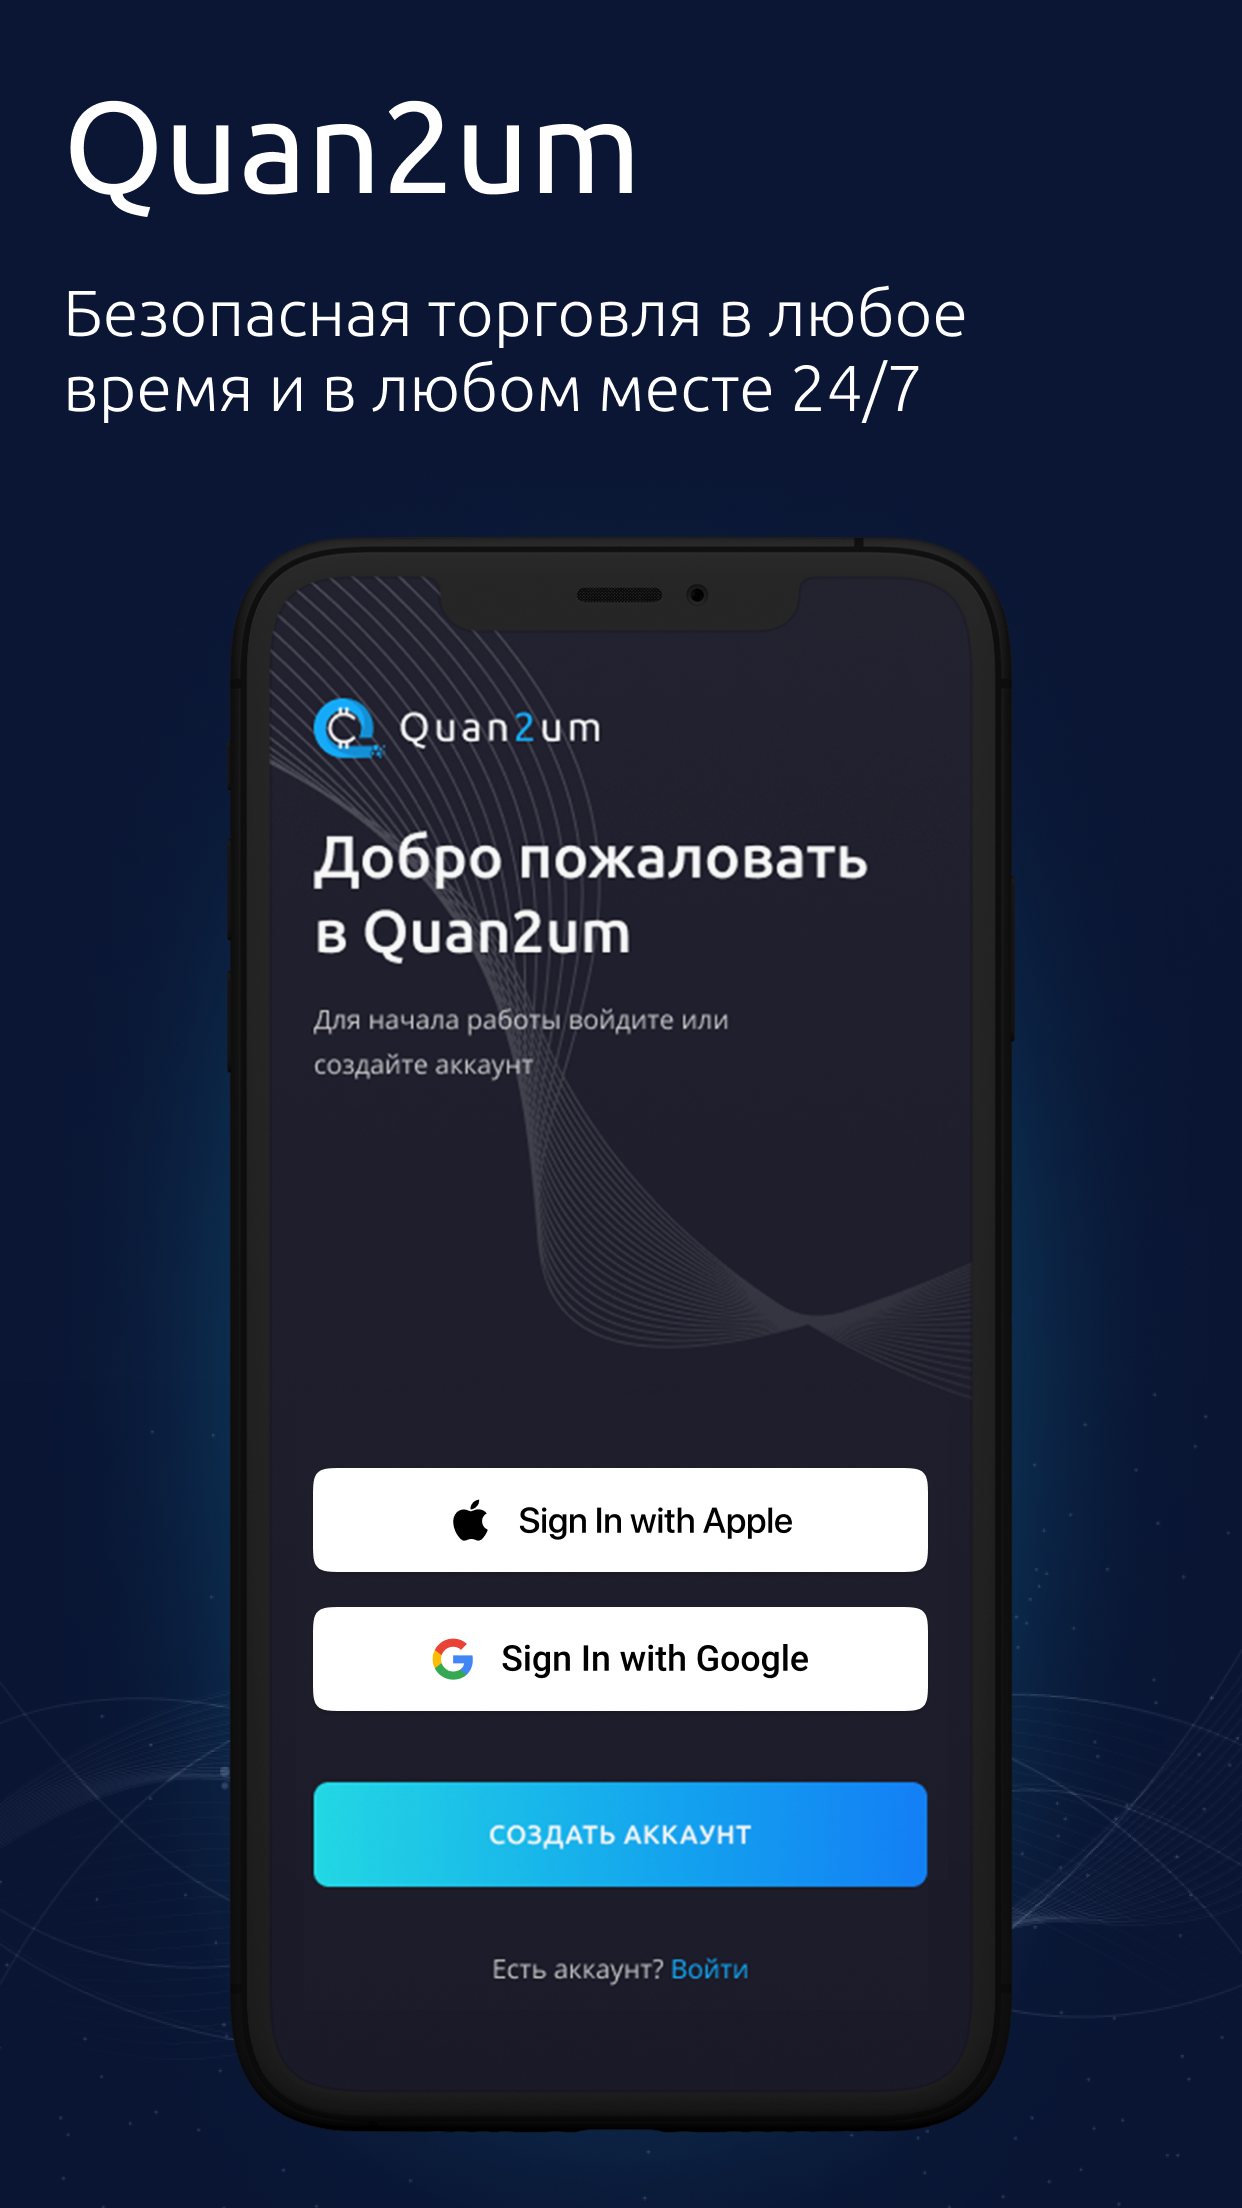 Quan2um
Безопасная торговля в любое
время и в любом месте 24/7
Quan2um
Добро пожаловать
в Quan2um
Для начала работы войдите или
создайте аккаунт
Sign In with Apple
Sign In with Google
СОЗДАТЬ АККАУНТ
Есть аккаунт? Войти